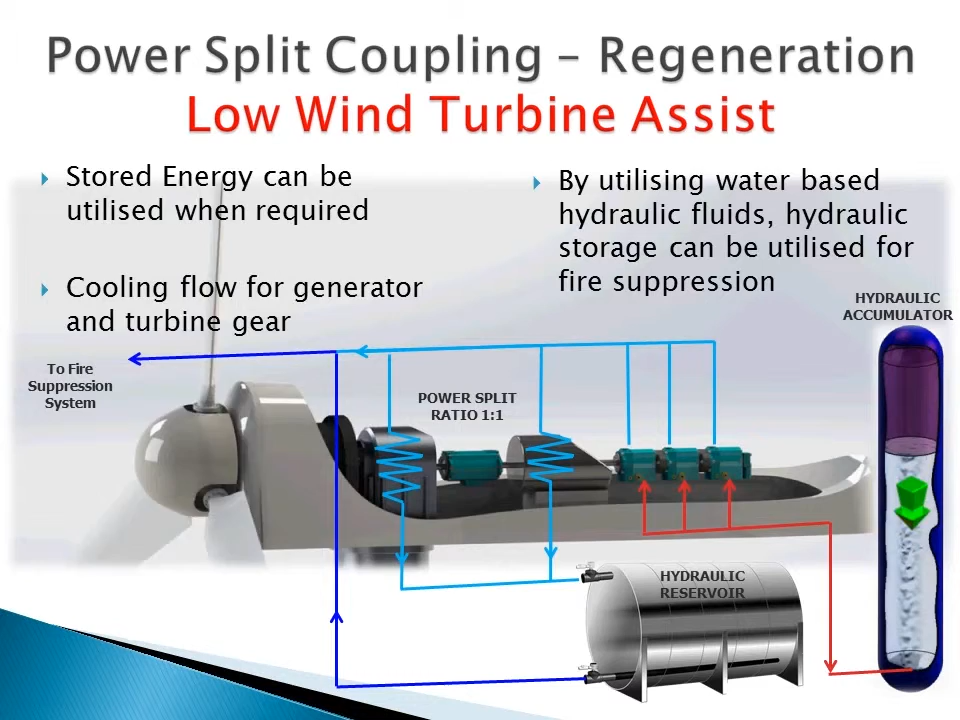 Power Split Coupling – Regeneration
Low Wind Turbine Assist
Stored Energy can be
utilised when required
Cooling flow for generator
and turbine gear
By utilising water based
hydraulic fluids, hydraulic
storage can be utilised for
fire suppression
HYDRAULIC
ACCUMULATOR
To Fire
Suppression
System
POWER SPLIT
RATIO 1:1
HYDRAULIC
RESERVOIR